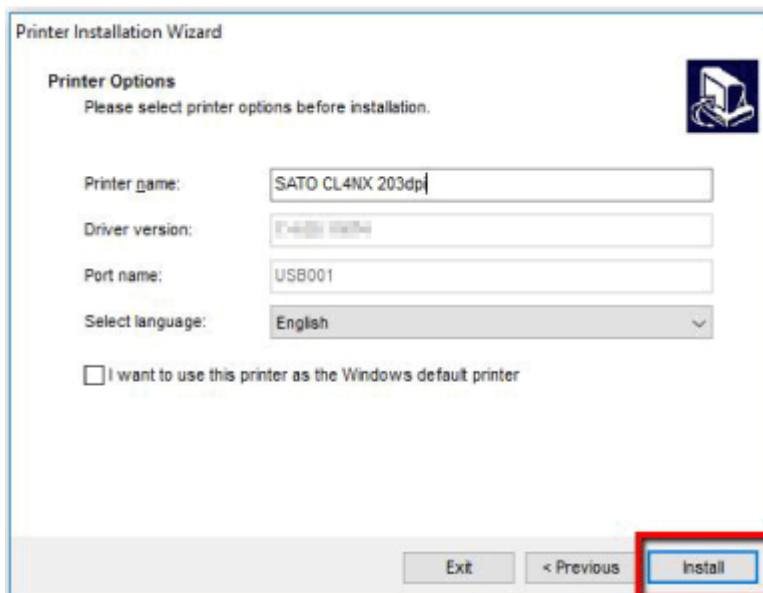 Printer Installation Wizard
Printer Options
Please select printer options before installation.
Printer name: SATO CL4NX 203dpi
Driver version:
Port name: USB001
Select language: English
I want to use this printer as the Windows default printer
Exit < Previous Install